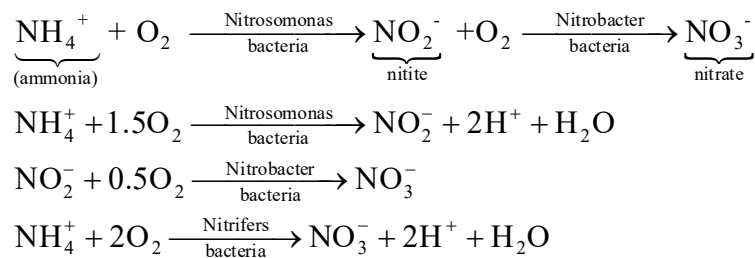 NH₄⁺ + O₂ Nitrosomonas bacteria → NO₂⁻ + O₂ Nitrobacter bacteria → NO₃⁻
(ammonia) nitite nitrate
NH₄⁺ + 1.5O₂ Nitrosomonas bacteria → NO₂⁻ + 2H⁺ + H₂O
NO₂⁻ + 0.5O₂ Nitrobacter bacteria → NO₃⁻
NH₄⁺ + 2O₂ Nitrifers bacteria → NO₃⁻ + 2H⁺ + H₂O